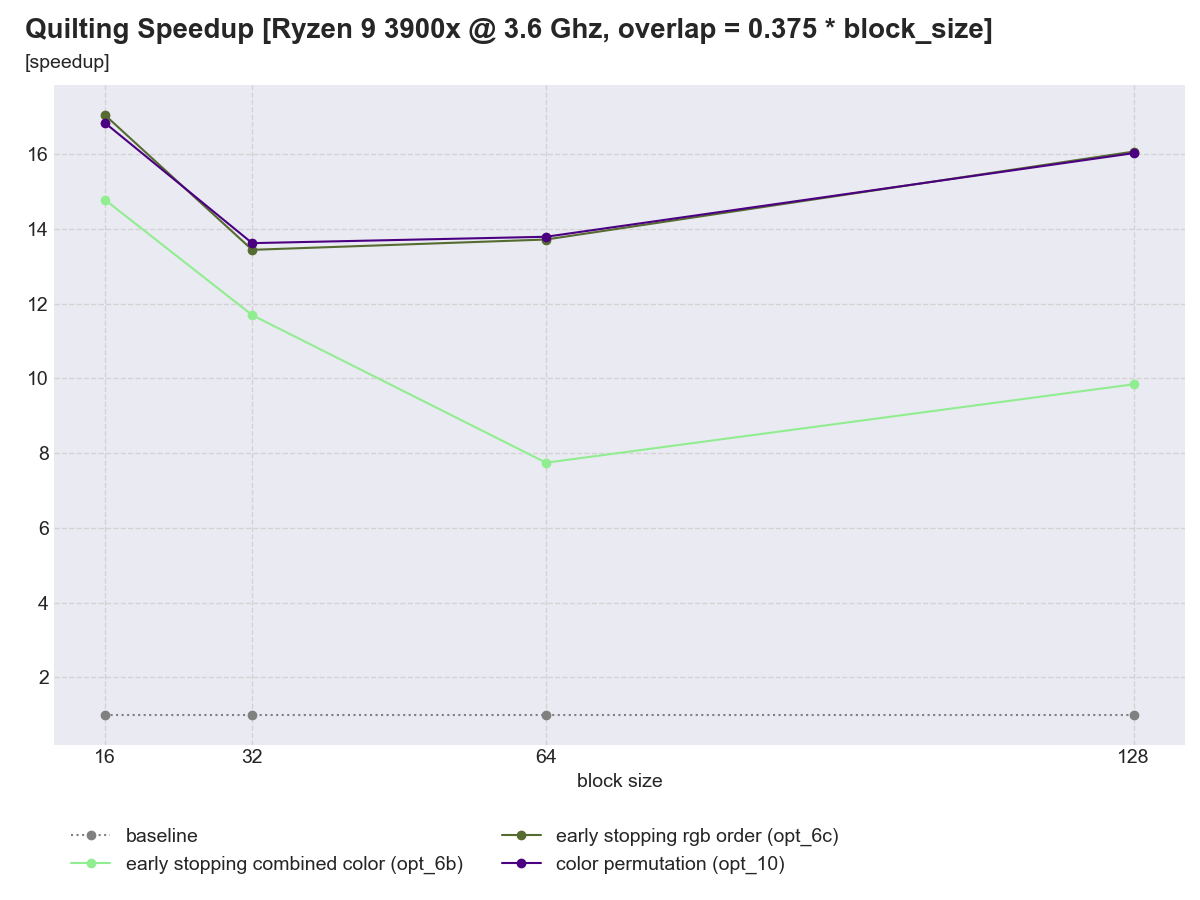 Quilting Speedup [Ryzen 9 3900x @ 3.6 Ghz, overlap = 0.375 * block_size]
[speedup]
16
14
12
10
8
6
4
2
16 32 64 128
block size
baseline
early stopping combined color (opt_6b)
early stopping rgb order (opt_6c)
color permutation (opt_10)